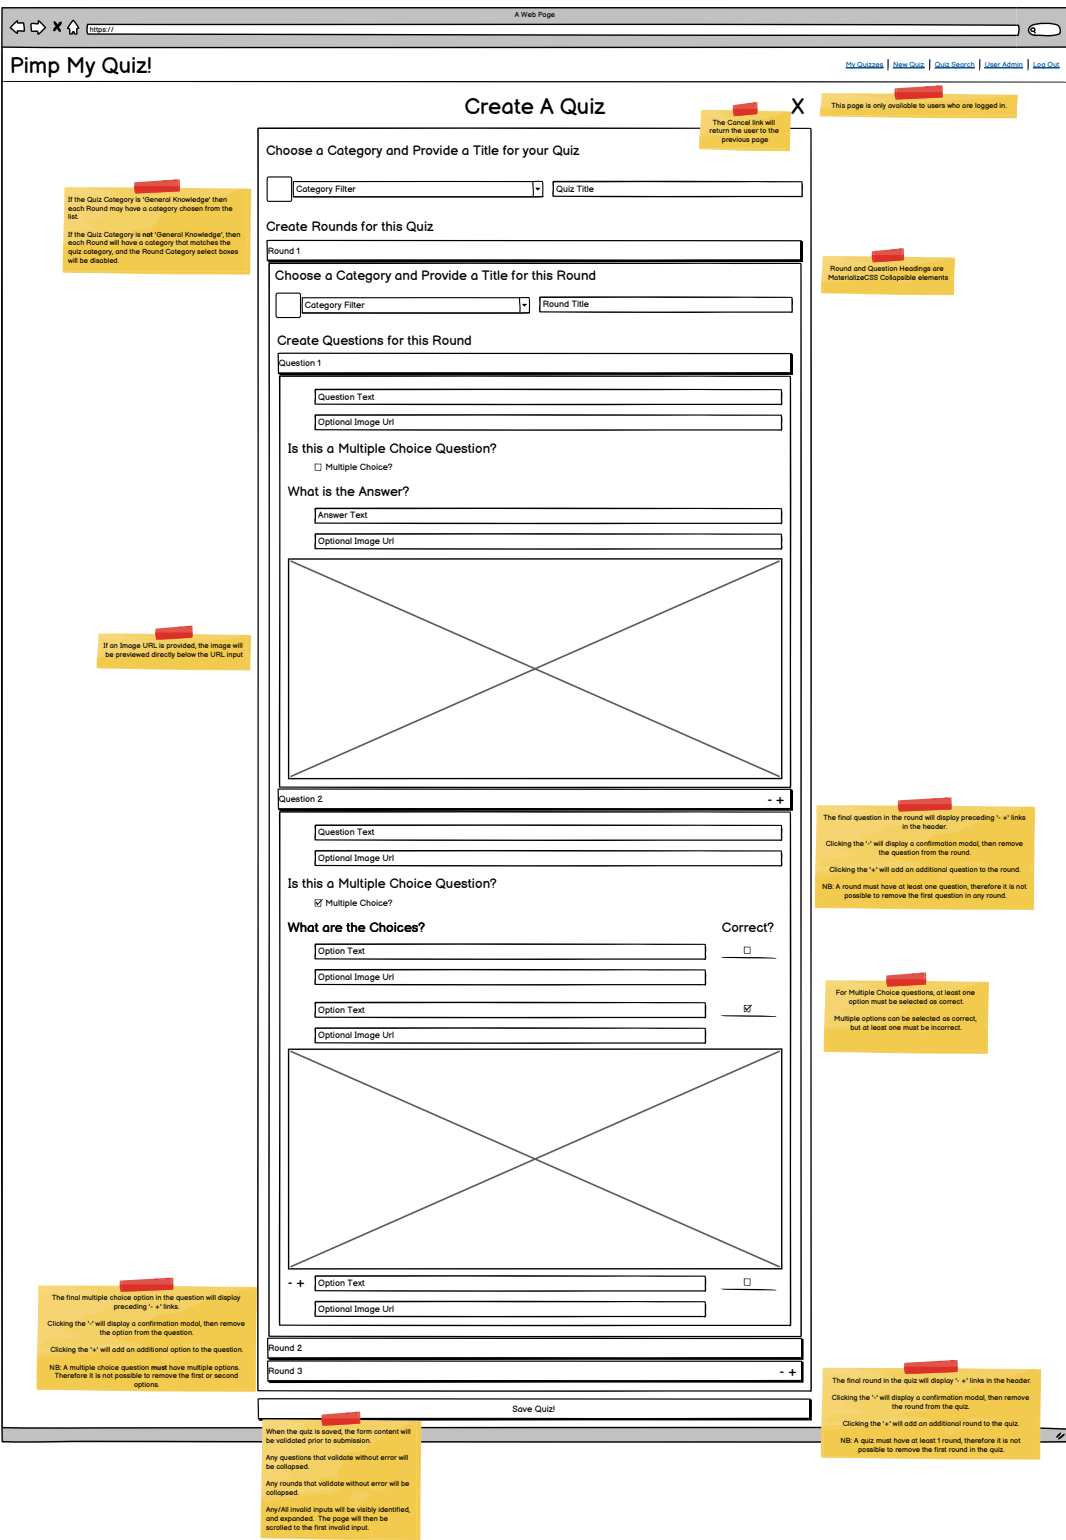 A Web Page
https://
Pimp My Quiz!
My Quizzes | New Quiz | Quiz Search | User Admin | Log Out
Create A Quiz
X
This page is only available to users who are logged in.
The Cancel link will
return the user to the
previous page
Choose a Category and Provide a Title for your Quiz
Category Filter
Quiz Title
If the Quiz Category is 'General Knowledge' then
each Round may have a category chosen from the
list.
If the Quiz Category is not 'General Knowledge', then
each Round will have a category that matches the
quiz category, and the Round Category select boxes
will be disabled.
Create Rounds for this Quiz
Round 1
Round and Question Headings are
MaterializeCSS Collapsible elements
Choose a Category and Provide a Title for this Round
Category Filter
Round Title
Create Questions for this Round
Question 1
Question Text
Optional Image Url
Is this a Multiple Choice Question?
Multiple Choice?
What is the Answer?
Answer Text
Optional Image Url
If an Image URL is provided, the image will
be previewed directly below the URL input
Question 2
- +
The final question in the round will display preceding '- +' links
in the header.
Clicking the '-' will display a confirmation modal, then remove
the question from the round.
Clicking the '+' will add an additional question to the round.
NB: A round must have at least one question, therefore it is not
possible to remove the first question in any round.
Question Text
Optional Image Url
Is this a Multiple Choice Question?
Multiple Choice?
What are the Choices?
Correct?
Option Text
Optional Image Url
Option Text
Optional Image Url
For Multiple Choice questions, at least one
option must be selected as correct.
Multiple options can be selected as correct,
but at least one must be incorrect.
- +
Option Text
Optional Image Url
The final multiple choice option in the question will display
preceding '- +' links.
Clicking the '-' will display a confirmation modal, then remove
the option from the question.
Clicking the '+' will add an additional option to the question.
NB: A multiple choice question must have multiple options.
Therefore it is not possible to remove the first or second
options.
Round 2
Round 3
- +
The final round in the quiz will display '- +' links in the header.
Clicking the '-' will display a confirmation modal, then remove
the round from the quiz.
Clicking the '+' will add an additional round to the quiz.
NB: A quiz must have at least 1 round, therefore it is not
possible to remove the first round in the quiz.
Save Quiz!
When the quiz is saved, the form content will
be validated prior to submission.
Any questions that validate without error will
be collapsed.
Any rounds that validate without error will be
collapsed.
Any/All invalid inputs will be visibly identified,
and expanded. The page will then be
scrolled to the first invalid input.